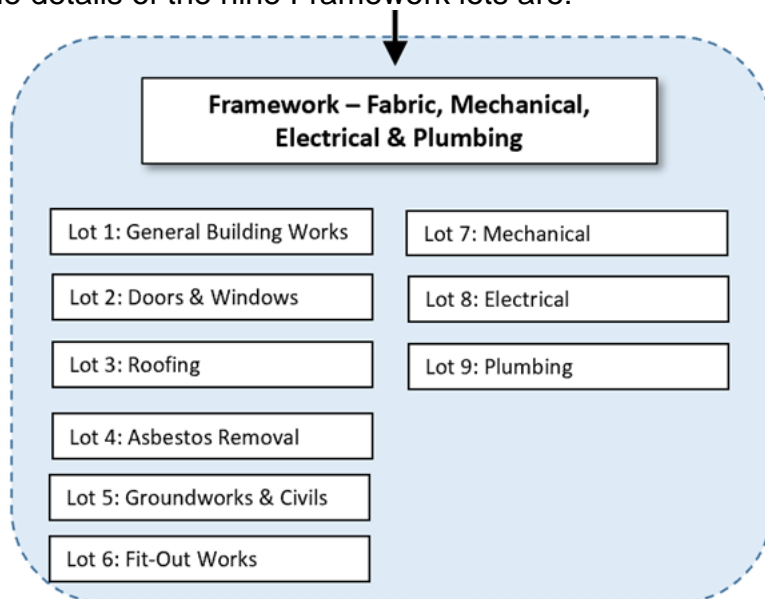 details of the nine Framework lots are:
Framework – Fabric, Mechanical,
Electrical & Plumbing
Lot 1: General Building Works
Lot 2: Doors & Windows
Lot 3: Roofing
Lot 4: Asbestos Removal
Lot 5: Groundworks & Civils
Lot 6: Fit-Out Works
Lot 7: Mechanical
Lot 8: Electrical
Lot 9: Plumbing